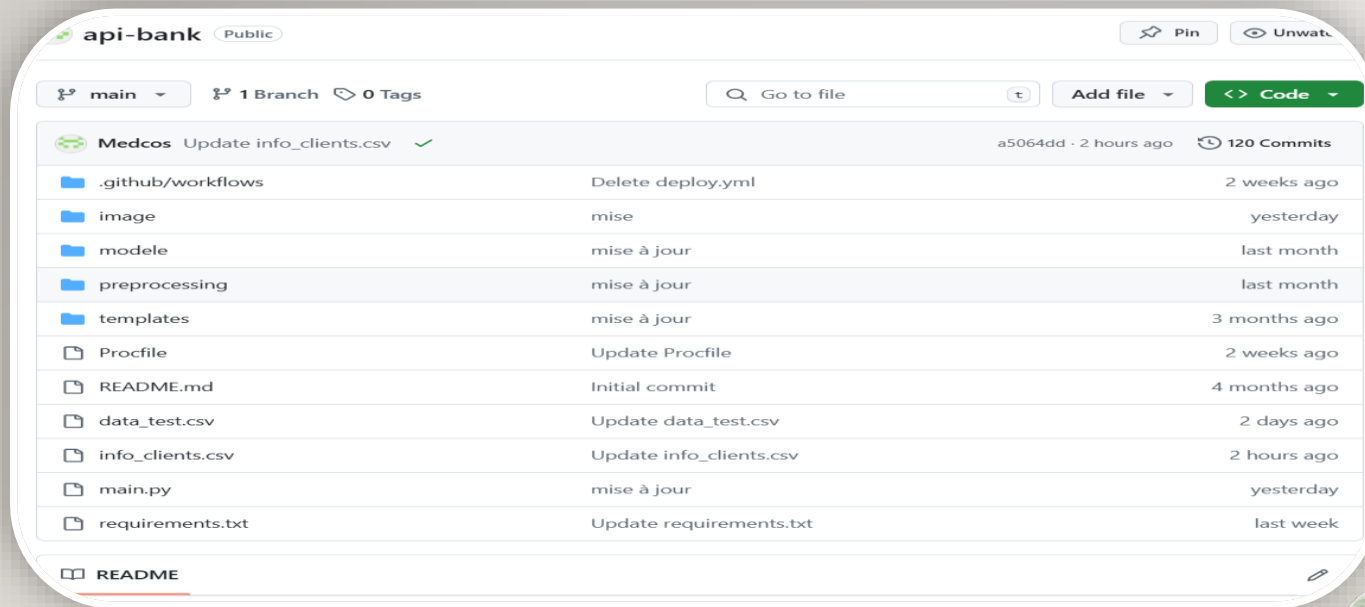 api-bank Public Pin
main 1 Branch 0 Tags Go to file t Add file <> Code
Medcos Update info_clients.csv a5064dd · 2 hours ago 120 Commits
.github/workflows Delete deploy.yml 2 weeks ago
image mise yesterday
modele mise à jour last month
preprocessing mise à jour last month
templates mise à jour 3 months ago
Procfile Update Procfile 2 weeks ago
README.md Initial commit 4 months ago
data_test.csv Update data_test.csv 2 days ago
info_clients.csv Update info_clients.csv 2 hours ago
main.py mise à jour yesterday
requirements.txt Update requirements.txt last week
README